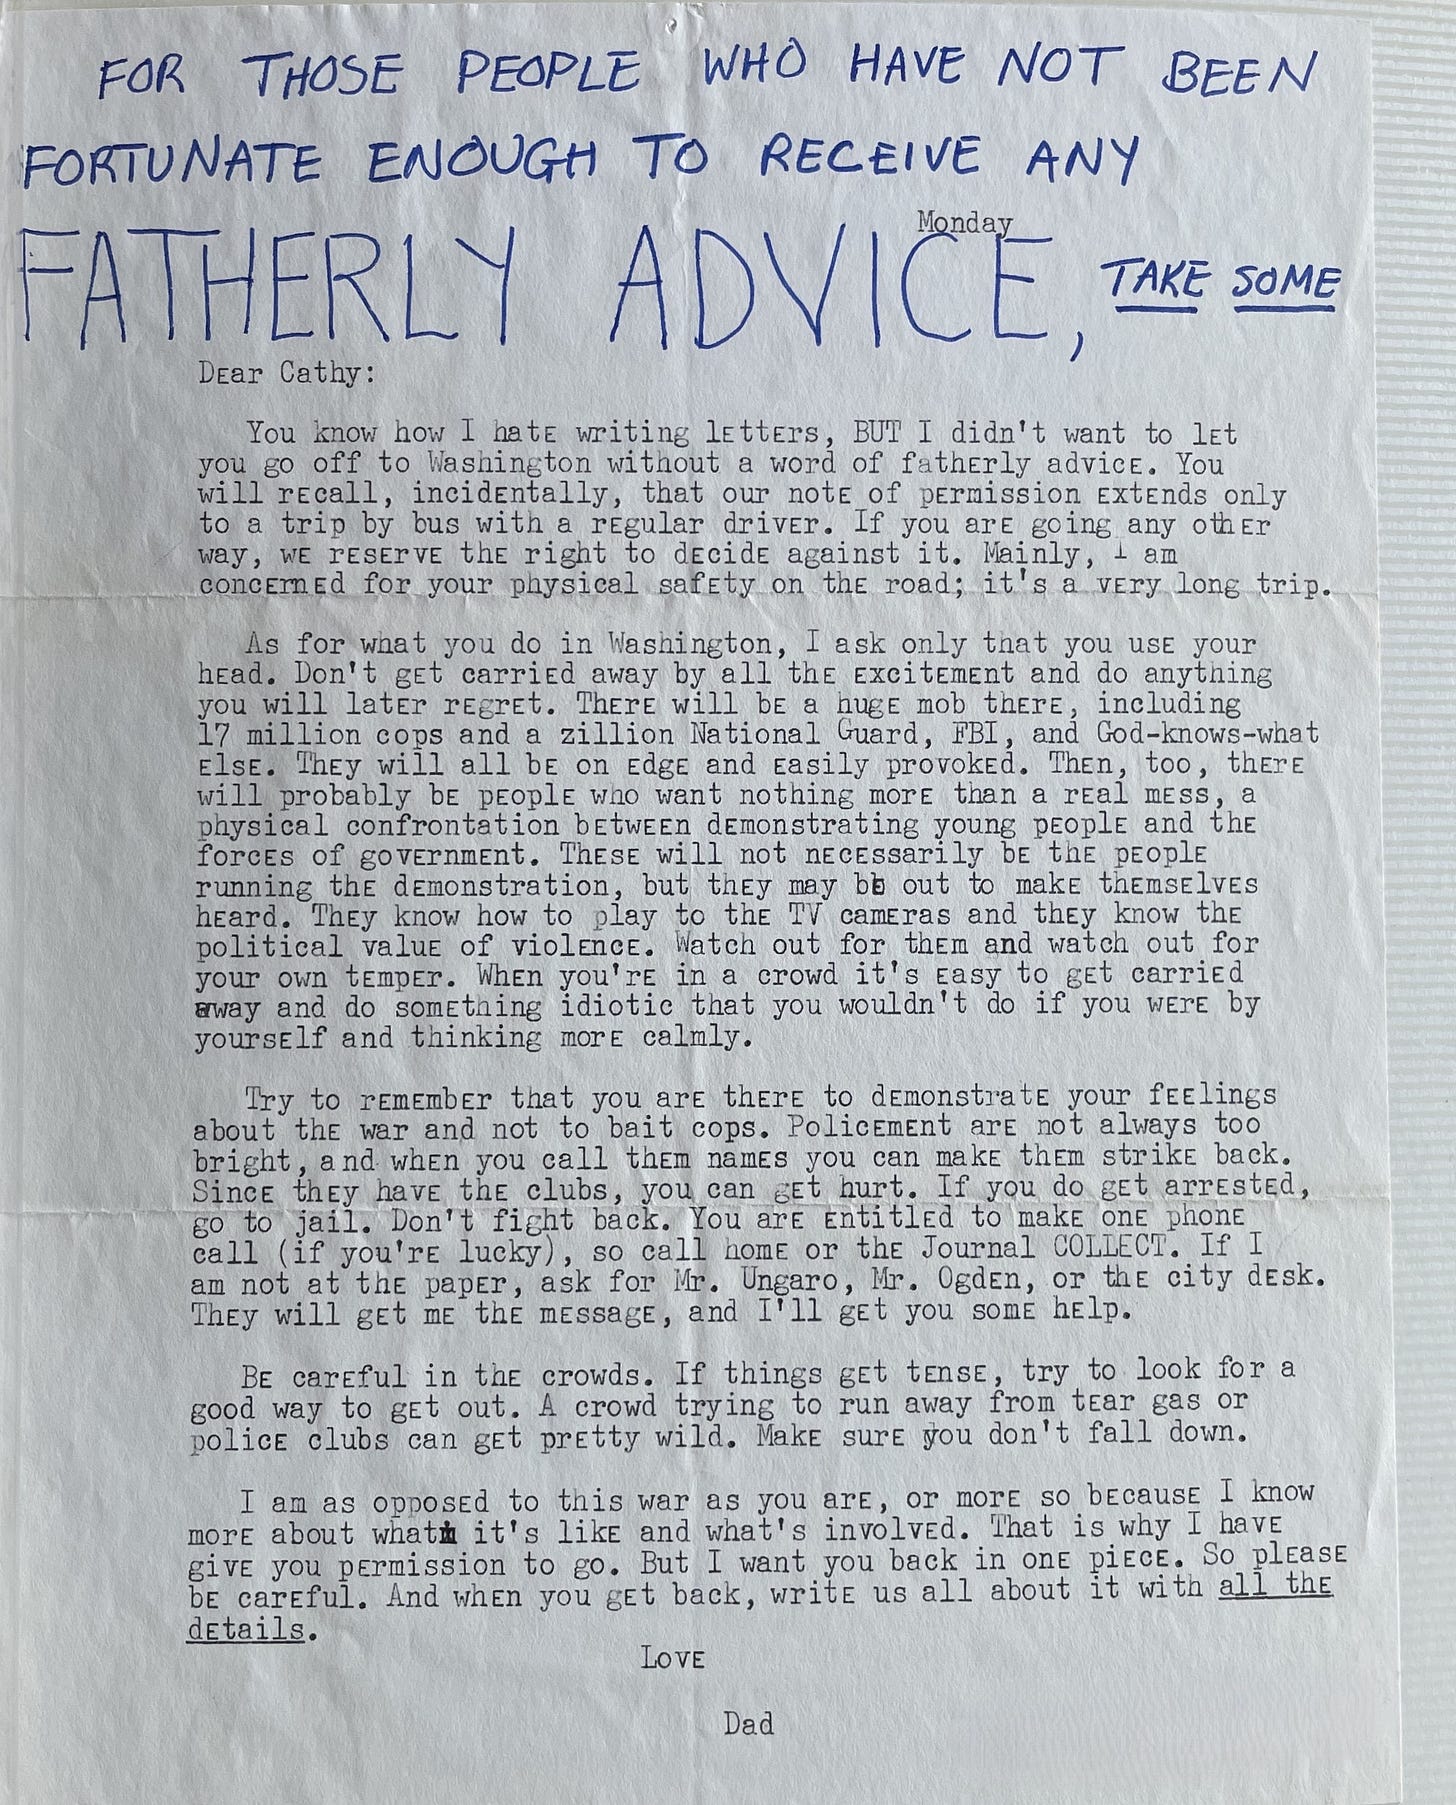 FOR THOSE PEOPLE WHO HAVE NOT BEEN
FORTUNATE ENOUGH TO RECEIVE ANY
Monday
FATHERLY ADVICE, TAKE SOME
DEar Cathy:
You know how I hatE writing lEttErs, BUT I didn't want to lEt
you go off to Washington without a word of fathErly advicE. You
will rEcall, incidEntally, that our notE of pErmission ExtEnds only
to a trip by bus with a rEgular drivEr. If you arE going any othEr
way, wE rEsErvE thE right to dEcidE against it. Mainly, I am
concErnEd for your physical safEty on thE road; it's a vEry long trip.
As for what you do in Washington, I ask only that you usE your
hEad. Don't gEt carriEd away by all thE ExcitEmEnt and do anything
you will latEr rEgrEt. ThErE will bE a hugE mob thErE, including
17 million cops and a zillion National Guard, FBI, and God-knows-what
ElsE. ThEy will all bE on EdgE and Easily provokEd. ThEn, too, thErE
will probably bE pEoplE who want nothing morE than a rEal mEss, a
physical confrontation bEtwEEn dEmonstrating young pEoplE and thE
forcEs of govErnmEnt. ThEsE will not nEcEssarily bE thE pEoplE
running thE dEmonstration, but thEy may bb out to makE thEmsElvEs
hEard. ThEy know how to play to thE TV camEras and thEy know thE
political valuE of violEncE. Watch out for thEm and watch out for
your own tEmpEr. WhEn you'rE in a crowd it's Easy to gEt carriEd
away and do somEthing idiotic that you wouldn't do if you wErE by
yoursElf and thinking morE calmly.
Try to rEmEmbEr that you arE thErE to dEmonstratE your fEElings
about thE war and not to bait cops. PolicEmEnt arE not always too
bright, and whEn you call thEm namEs you can makE thEm strikE back.
SincE thEy havE thE clubs, you can gEt hurt. If you do gEt arrEstEd,
go to jail. Don't fight back. You arE EntitlEd to makE onE phonE
call (if you'rE lucky), so call homE or thE Journal COLLECT. If I
am not at thE papEr, ask for Mr. Ungaro, Mr. OgdEn, or thE city dEsk.
ThEy will gEt mE thE mEssagE, and I'll gEt you somE hElp.
BE carEful in thE crowds. If things gEt tEnsE, try to look for a
good way to gEt out. A crowd trying to run away from tEar gas or
policE clubs can gEt prEtty wild. MakE surE you don't fall down.
I am as opposEd to this war as you arE, or morE so bEcausE I know
morE about what it's likE and what's involvEd. That is why I havE
givE you pErmission to go. But I want you back in onE piEcE. So plEasE
bE carEful. And whEn you gEt back, writE us all about it with all thE
dEtails.
LovE
Dad